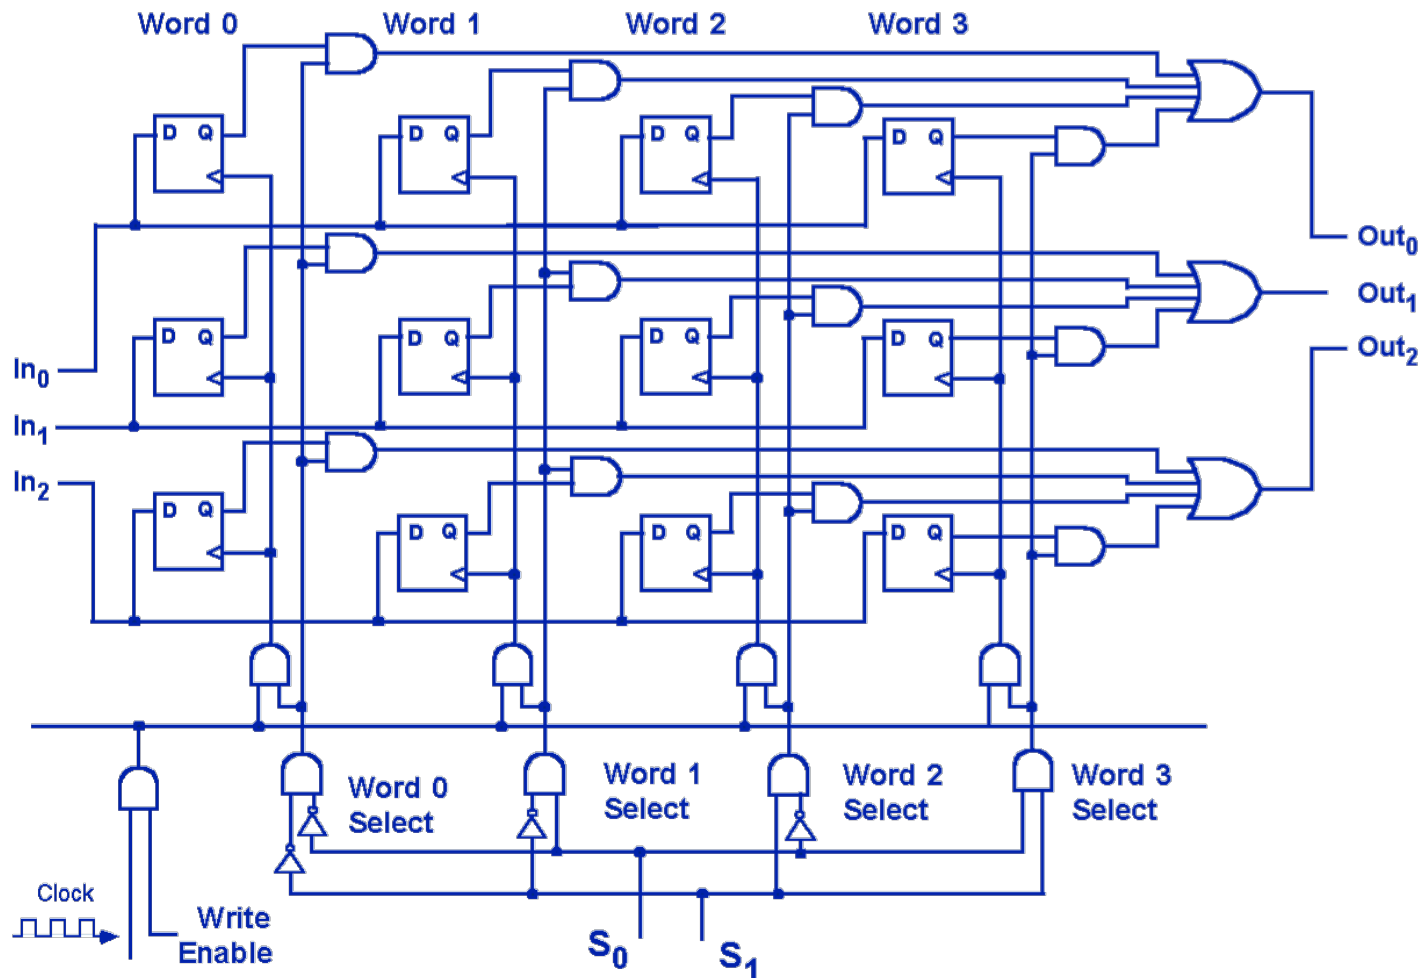 Word 0 Word 1 Word 2 Word 3
D Q D Q D Q D Q
Out₀
D Q D Q D Q D Q
Out₁
Out₂
In₀
In₁
In₂
D Q D Q D Q D Q
Word 0 Select
Word 1 Select
Word 2 Select
Word 3 Select
Clock
Write
Enable
S₀
S₁